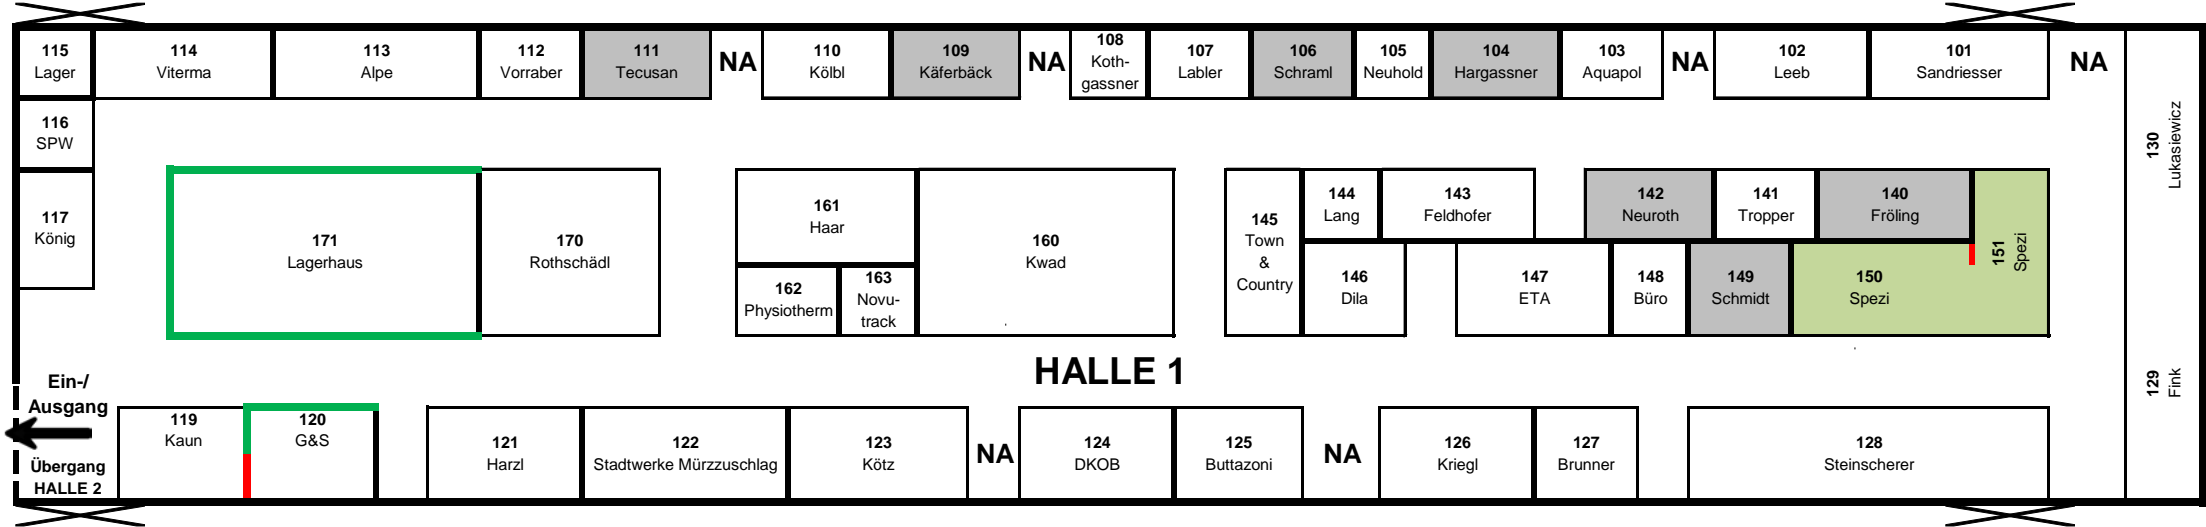 115
Lager
114
Viterma
113
Alpe
112
Vorraber
111
Tecusan
NA
110
Kölbl
109
Käferbäck
NA
108
Koth-
gassner
107
Labler
106
Schraml
105
Neuhold
104
Hargassner
103
Aquapol
NA
102
Leeb
101
Sandriesser
NA
116
SPW
117
König
130
Lukasiewicz
171
Lagerhaus
170
Rothschädl
161
Haar
162
Physiotherm
163
Novu-
track
160
Kwad
145
Town
&
Country
144
Lang
143
Feldhofer
142
Neuroth
141
Tropper
140
Fröling
151
Spezi
146
Dila
147
ETA
148
Büro
149
Schmidt
150
Spezi
HALLE 1
129
Fink
Ein-/
Ausgang
Übergang
HALLE 2
119
Kaun
120
G&S
121
Harzl
122
Stadtwerke Mürzzuschlag
123
Kötz
NA
124
DKOB
125
Buttazoni
NA
126
Kriegl
127
Brunner
128
Steinscherer